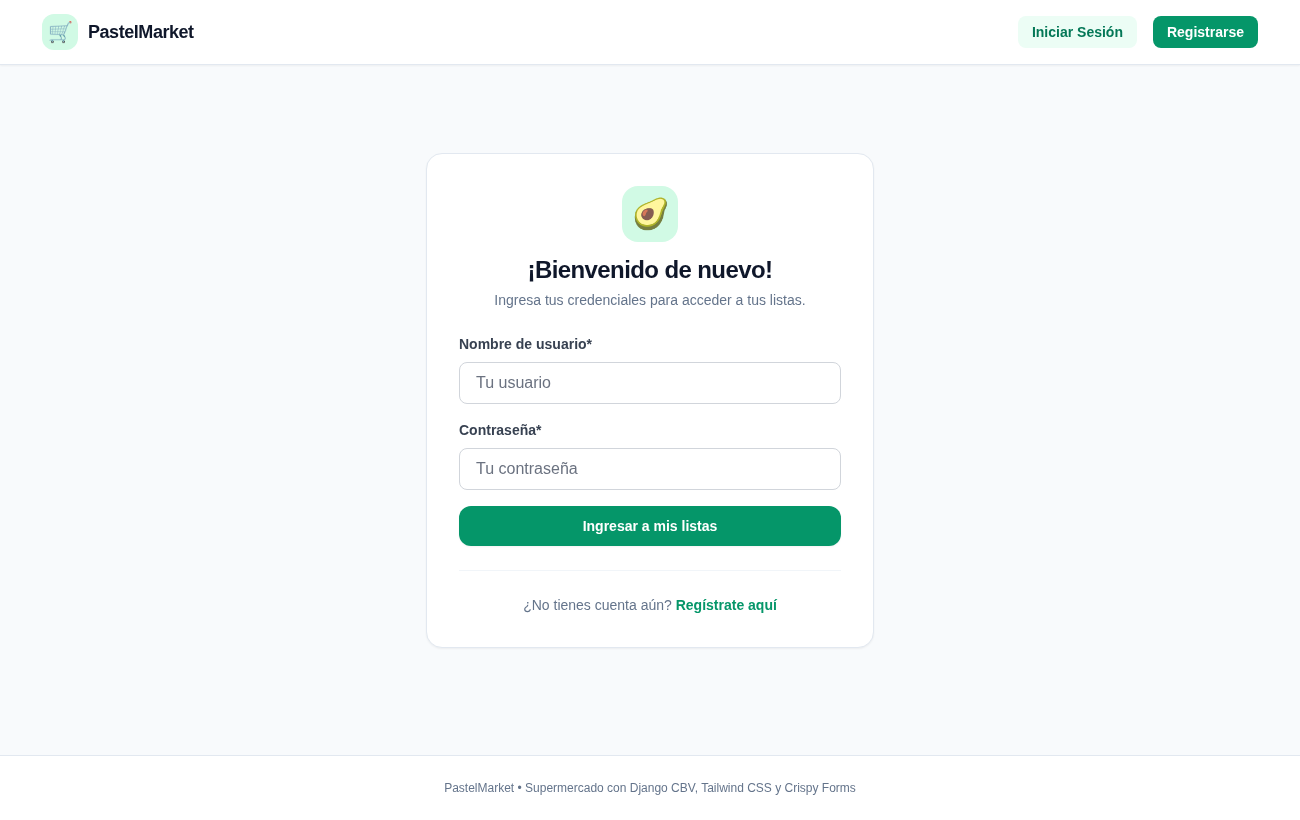 PastelMarket
Iniciar Sesión
Registrarse
¡Bienvenido de nuevo!
Ingresa tus credenciales para acceder a tus listas.
Nombre de usuario*
Tu usuario
Contraseña*
Tu contraseña
Ingresar a mis listas
¿No tienes cuenta aún? Regístrate aquí
PastelMarket • Supermercado con Django CBV, Tailwind CSS y Crispy Forms